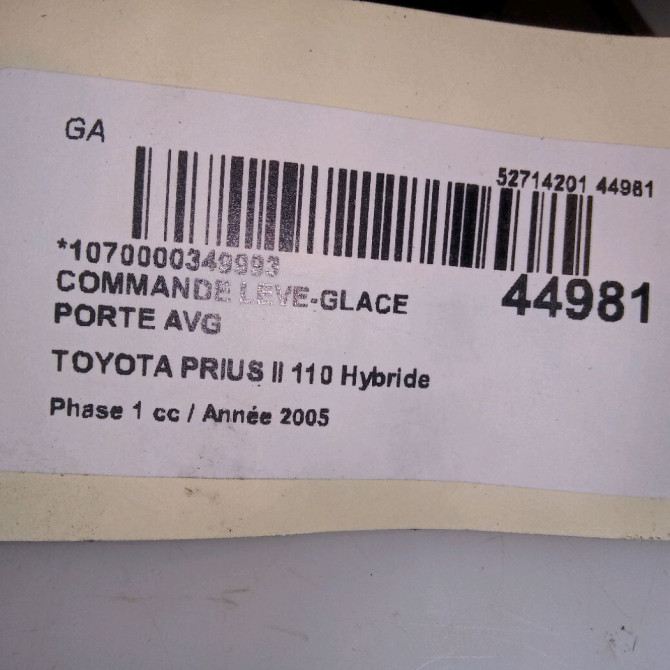 GA
52714201 44981
*1070000349993
44981
COMMANDE LEVE-GLACE
PORTE AVG
TOYOTA PRIUS II 110 Hybride
Phase 1 cc / Année 2005